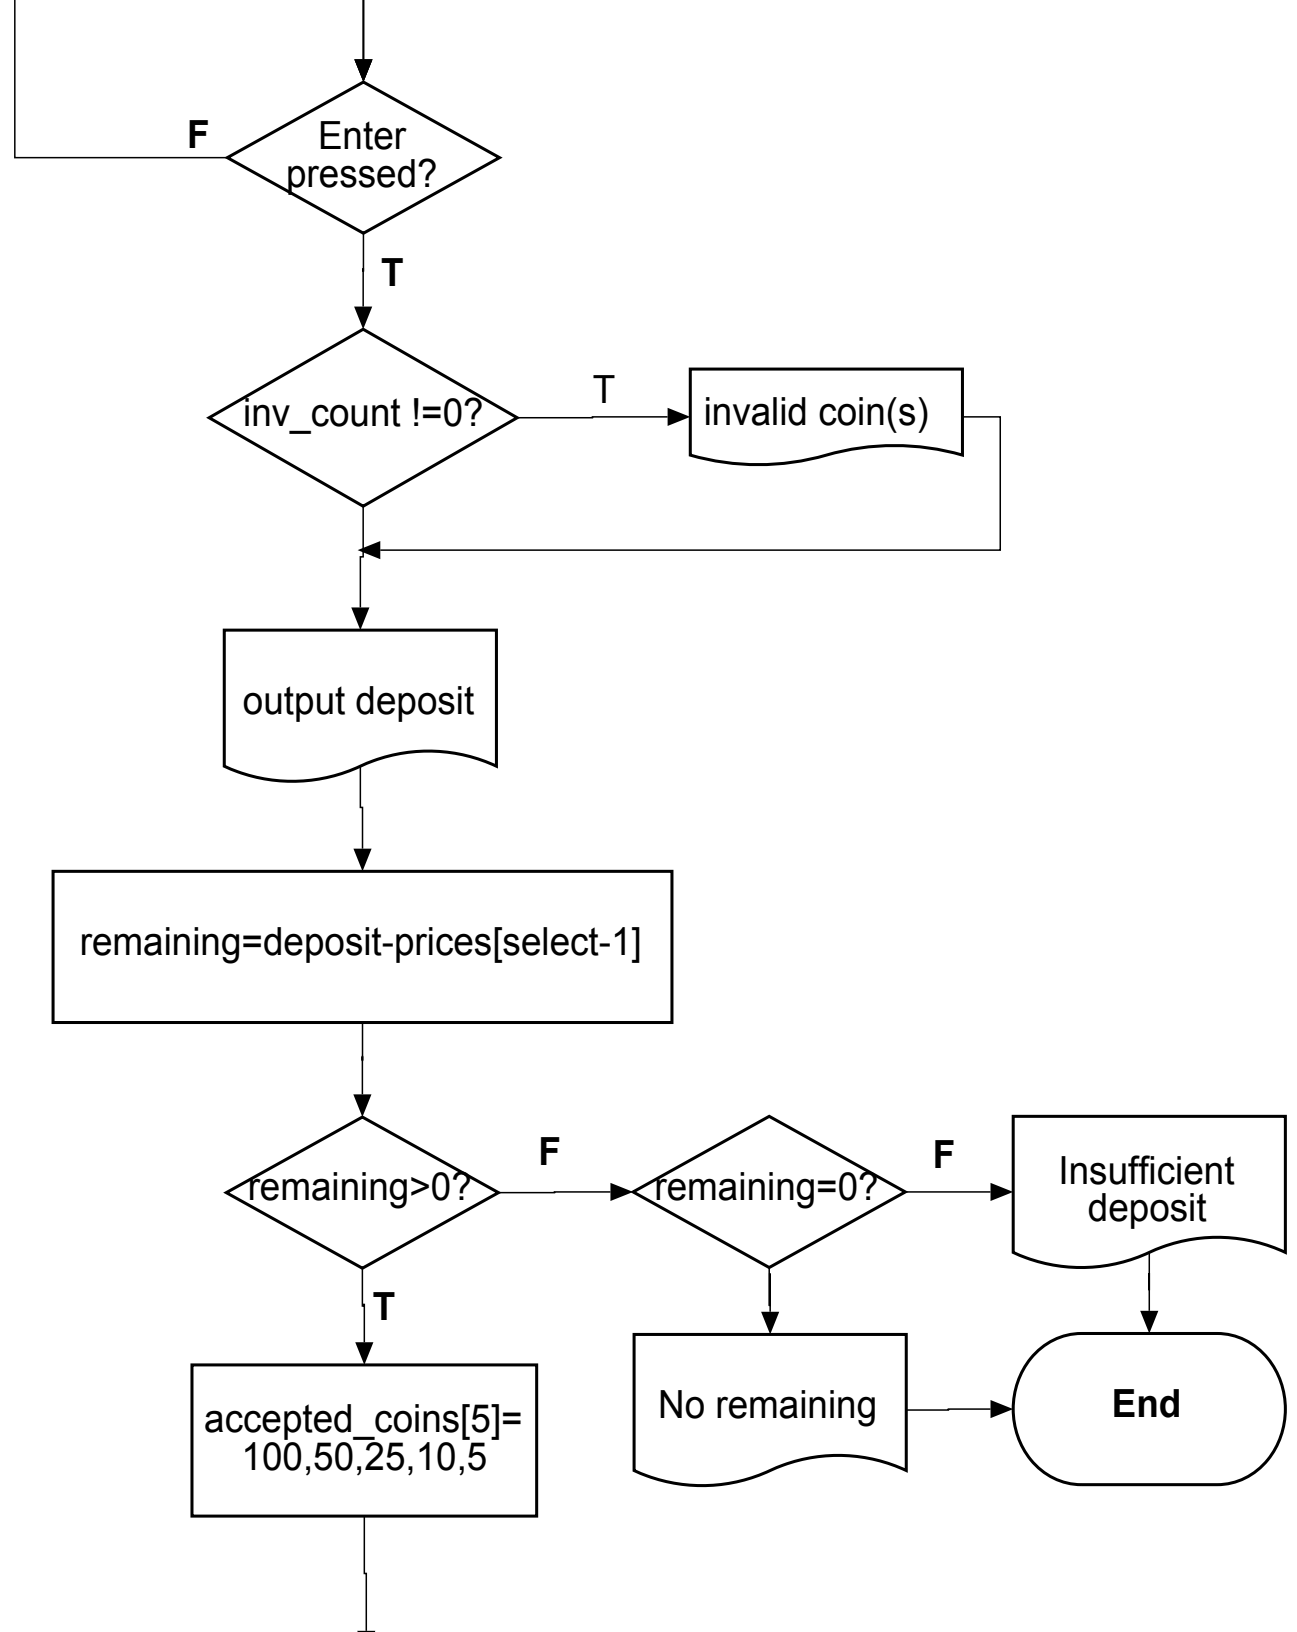 F
Enter
pressed?
T
inv_count !=0?
T
invalid coin(s)
output deposit
remaining=deposit-prices[select-1]
remaining>0?
F
remaining=0?
F
Insufficient
deposit
T
accepted_coins[5]=
100,50,25,10,5
No remaining
End